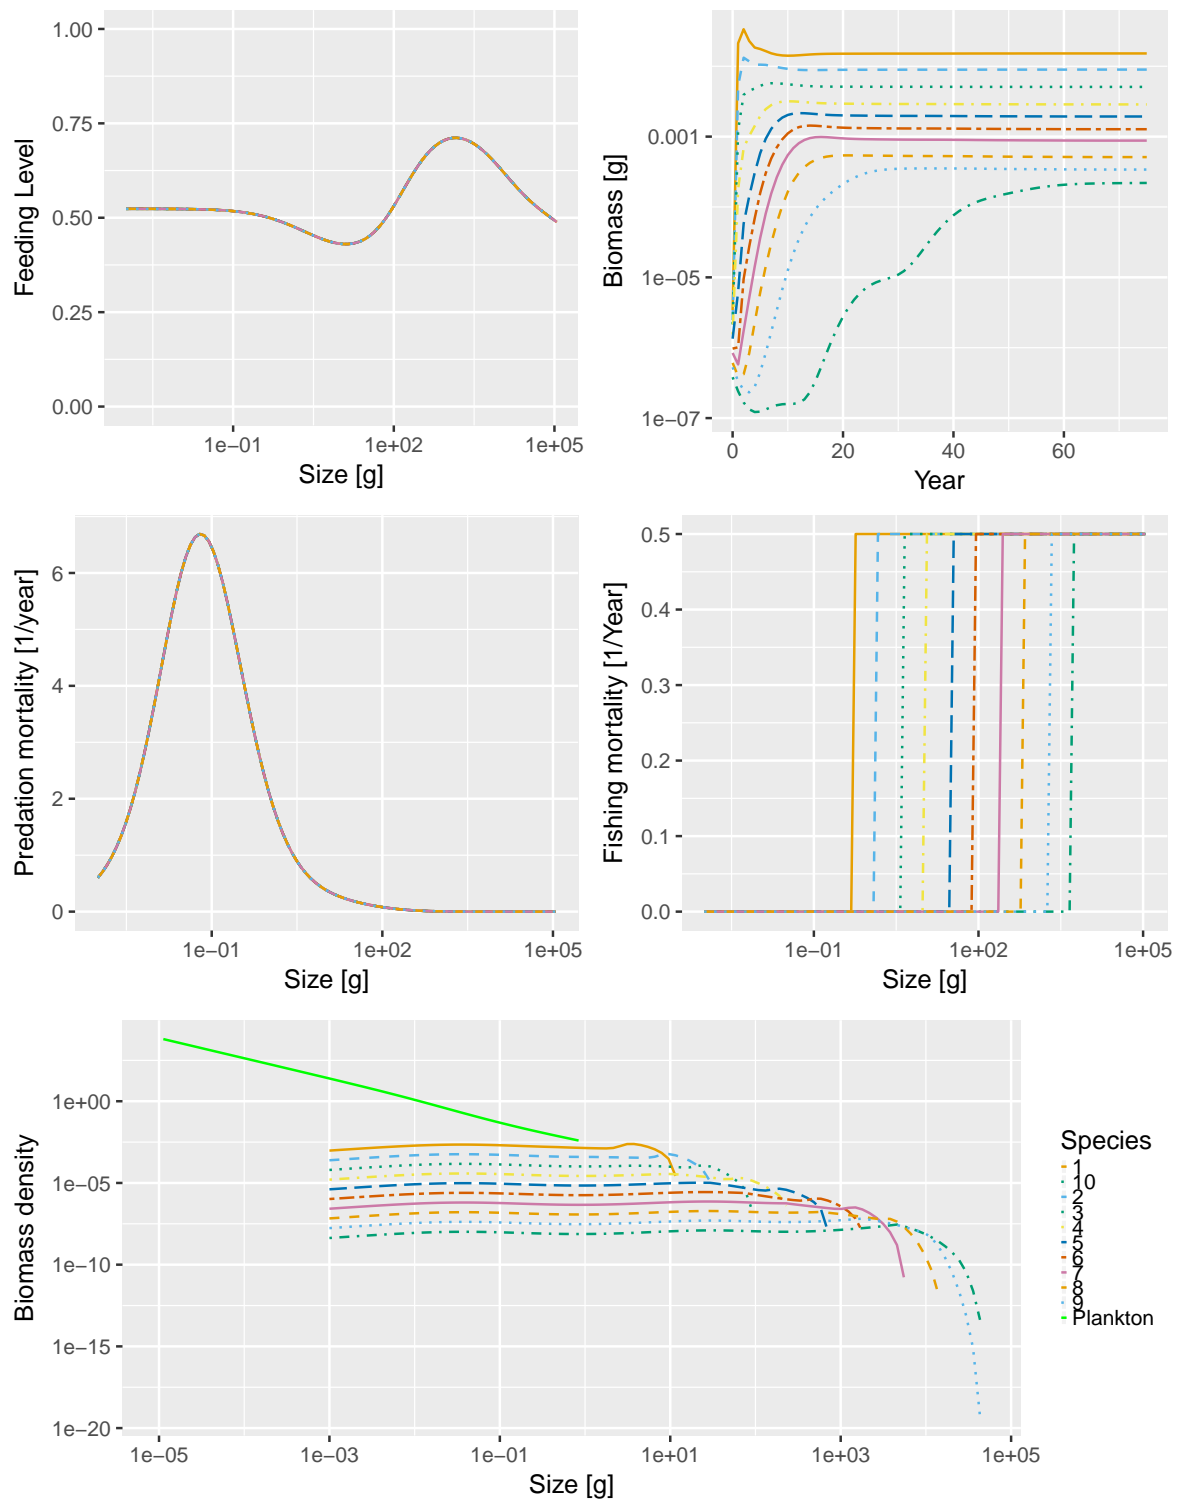 1.00
0.75
0.50
0.25
0.00
Feeding Level
1e−01
1e+02
1e+05
Size [g]
0.001
1e−05
1e−07
Biomass [g]
0
20
40
60
Year
6
4
2
0
Predation mortality [1/year]
1e−01
1e+02
1e+05
Size [g]
0.5
0.4
0.3
0.2
0.1
0.0
Fishing mortality [1/Year]
1e−01
1e+02
1e+05
Size [g]
1e+00
1e−05
1e−10
1e−15
1e−20
Biomass density
1e−05
1e−03
1e−01
1e+01
1e+03
1e+05
Size [g]
Species
1
10
2
3
4
5
6
7
8
9
Plankton